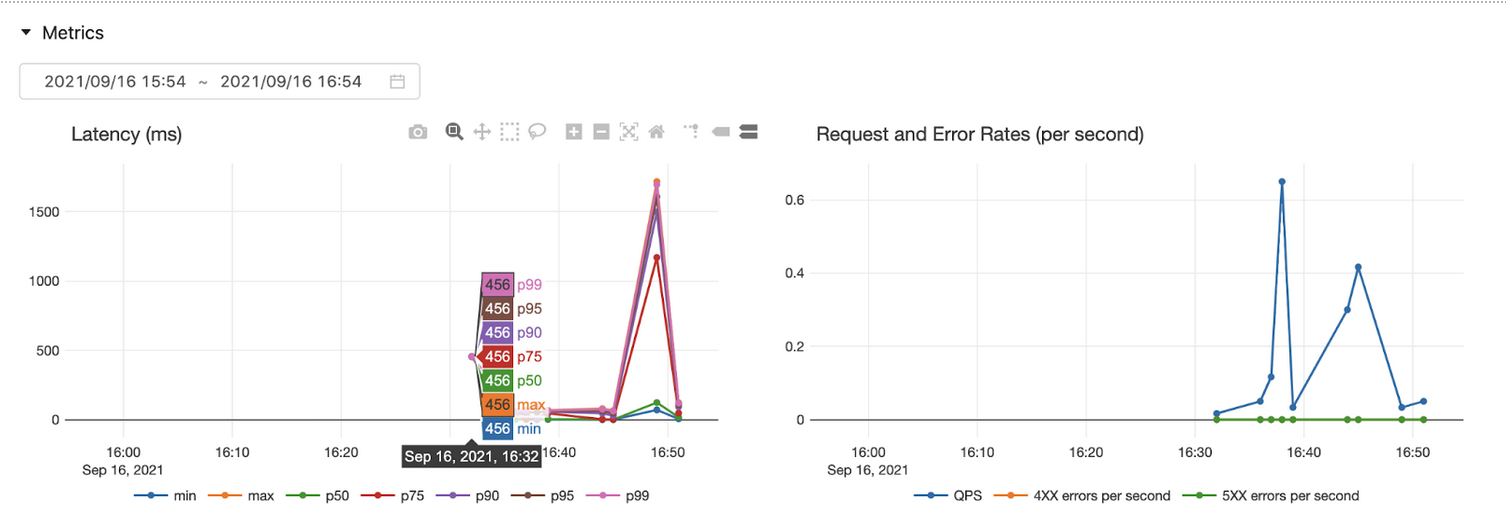 Metrics
2021/09/16 15:54 ~ 2021/09/16 16:54
Latency (ms)
1500
1000
500
0
456 p99
456 p95
456 p90
456 p75
456 p50
456 max
456 min
Sep 16, 2021, 16:32
16:00 16:10 16:20 16:40 16:50
Sep 16, 2021
min max p50 p75 p90 p95 p99
Request and Error Rates (per second)
0.6
0.4
0.2
0
16:00 16:10 16:20 16:30 16:40 16:50
Sep 16, 2021
QPS 4XX errors per second 5XX errors per second